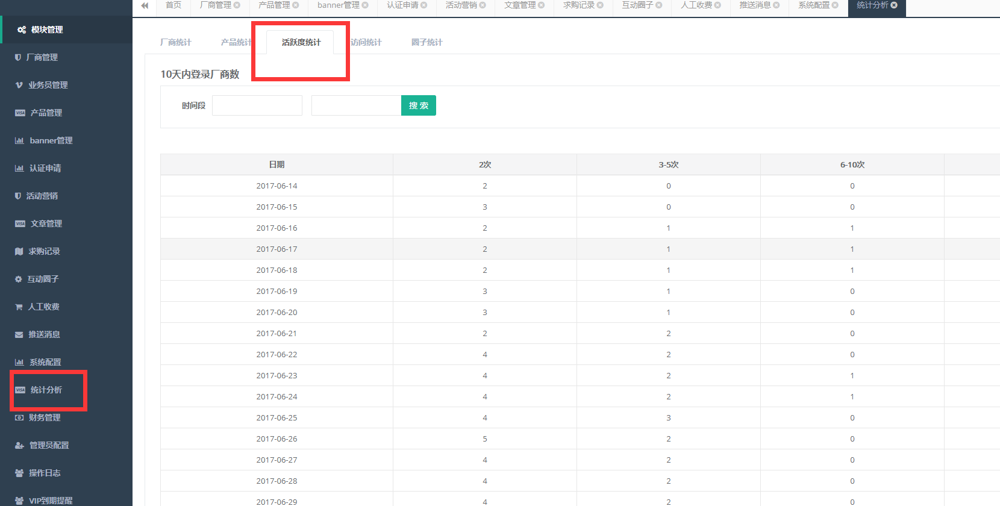 首页 厂商管理 产品管理 banner管理 认证申请 活动营销 文章管理 求购记录 互动圈子 人工收费 推送消息 系统配置 统计分析
模块管理
厂商管理
业务员管理
VISA 产品管理
banner管理
认证申请
活动营销
VISA 文章管理
求购记录
互动圈子
人工收费
推送消息
系统配置
VISA 统计分析
财务管理
管理员配置
操作日志
VIP到期提醒
厂商统计 产品统计 活跃度统计 访问统计 圈子统计
10天内登录厂商数
时间段 搜 索
日期 2次 3-5次 6-10次
2017-06-14 2 0 0
2017-06-15 3 0 0
2017-06-16 2 1 1
2017-06-17 2 1 1
2017-06-18 2 1 1
2017-06-19 3 1 0
2017-06-20 3 1 0
2017-06-21 2 2 0
2017-06-22 4 2 0
2017-06-23 4 2 1
2017-06-24 4 2 1
2017-06-25 4 3 0
2017-06-26 5 2 0
2017-06-27 4 2 0
2017-06-28 4 2 0
2017-06-29 4 2 0